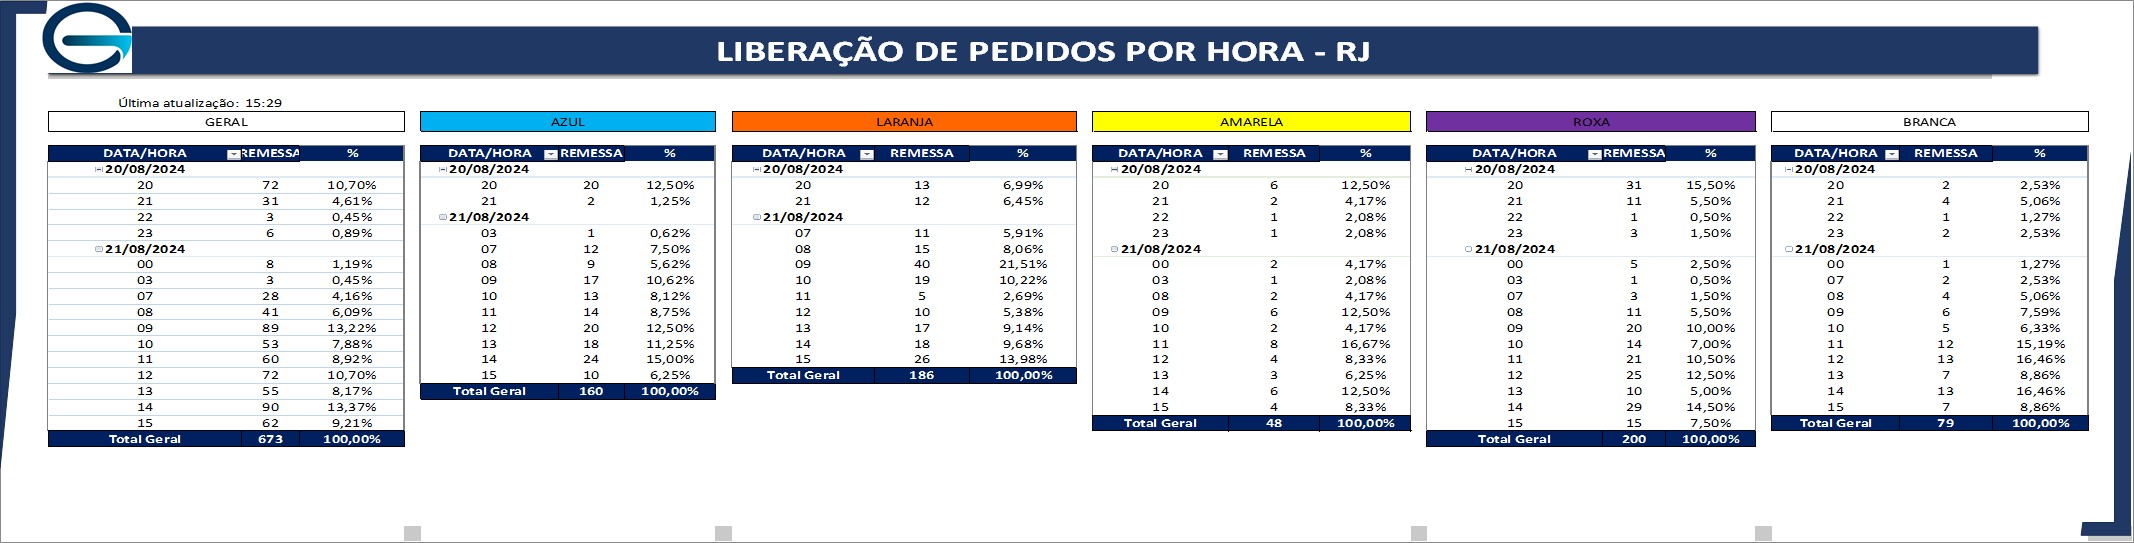 LIBERAÇÃO DE PEDIDOS POR HORA - RJ
Última atualização: 15:29
GERAL
DATA/HORA REMESSA %
20/08/2024
20 72 10,70%
21 31 4,61%
22 3 0,45%
23 6 0,89%
21/08/2024
00 8 1,19%
03 3 0,45%
07 28 4,16%
08 41 6,09%
09 89 13,22%
10 53 7,88%
11 60 8,92%
12 72 10,70%
13 55 8,17%
14 90 13,37%
15 62 9,21%
Total Geral 673 100,00%
AZUL
DATA/HORA REMESSA %
20/08/2024
20 20 12,50%
21 2 1,25%
21/08/2024
03 1 0,62%
07 12 7,50%
08 9 5,62%
09 17 10,62%
10 13 8,12%
11 14 8,75%
12 20 12,50%
13 18 11,25%
14 24 15,00%
15 10 6,25%
Total Geral 160 100,00%
LARANJA
DATA/HORA REMESSA %
20/08/2024
20 13 6,99%
21 12 6,45%
21/08/2024
07 11 5,91%
08 15 8,06%
09 40 21,51%
10 19 10,22%
11 5 2,69%
12 10 5,38%
13 17 9,14%
14 18 9,68%
15 26 13,98%
Total Geral 186 100,00%
AMARELA
DATA/HORA REMESSA %
20/08/2024
20 6 12,50%
21 2 4,17%
22 1 2,08%
23 1 2,08%
21/08/2024
00 2 4,17%
03 1 2,08%
08 2 4,17%
09 6 12,50%
10 2 4,17%
11 8 16,67%
12 4 8,33%
13 3 6,25%
14 6 12,50%
15 4 8,33%
Total Geral 48 100,00%
ROXA
DATA/HORA REMESSA %
20/08/2024
20 31 15,50%
21 11 5,50%
22 1 0,50%
23 3 1,50%
21/08/2024
00 5 2,50%
03 1 0,50%
07 3 1,50%
08 11 5,50%
09 20 10,00%
10 14 7,00%
11 21 10,50%
12 25 12,50%
13 10 5,00%
14 29 14,50%
15 15 7,50%
Total Geral 200 100,00%
BRANCA
DATA/HORA REMESSA %
20/08/2024
20 2 2,53%
21 4 5,06%
22 1 1,27%
23 2 2,53%
21/08/2024
00 1 1,27%
07 2 2,53%
08 4 5,06%
09 6 7,59%
10 5 6,33%
11 12 15,19%
12 13 16,46%
13 7 8,86%
14 13 16,46%
15 7 8,86%
Total Geral 79 100,00%